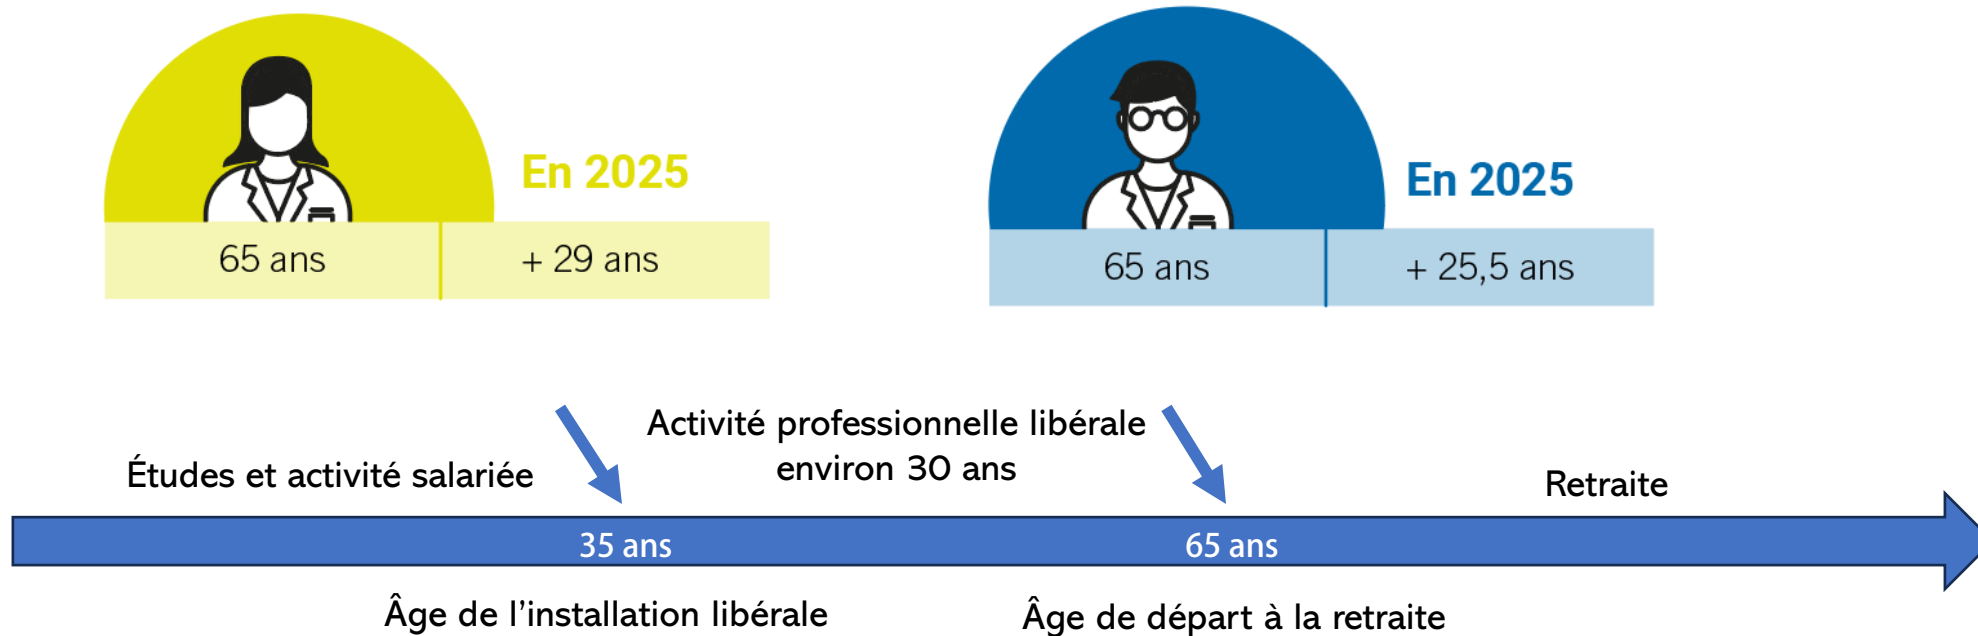 En 2025
65 ans
+ 29 ans
En 2025
65 ans
+ 25,5 ans
Études et activité salariée
Activité professionnelle libérale
environ 30 ans
Retraite
35 ans
65 ans
Âge de l'installation libérale
Âge de départ à la retraite